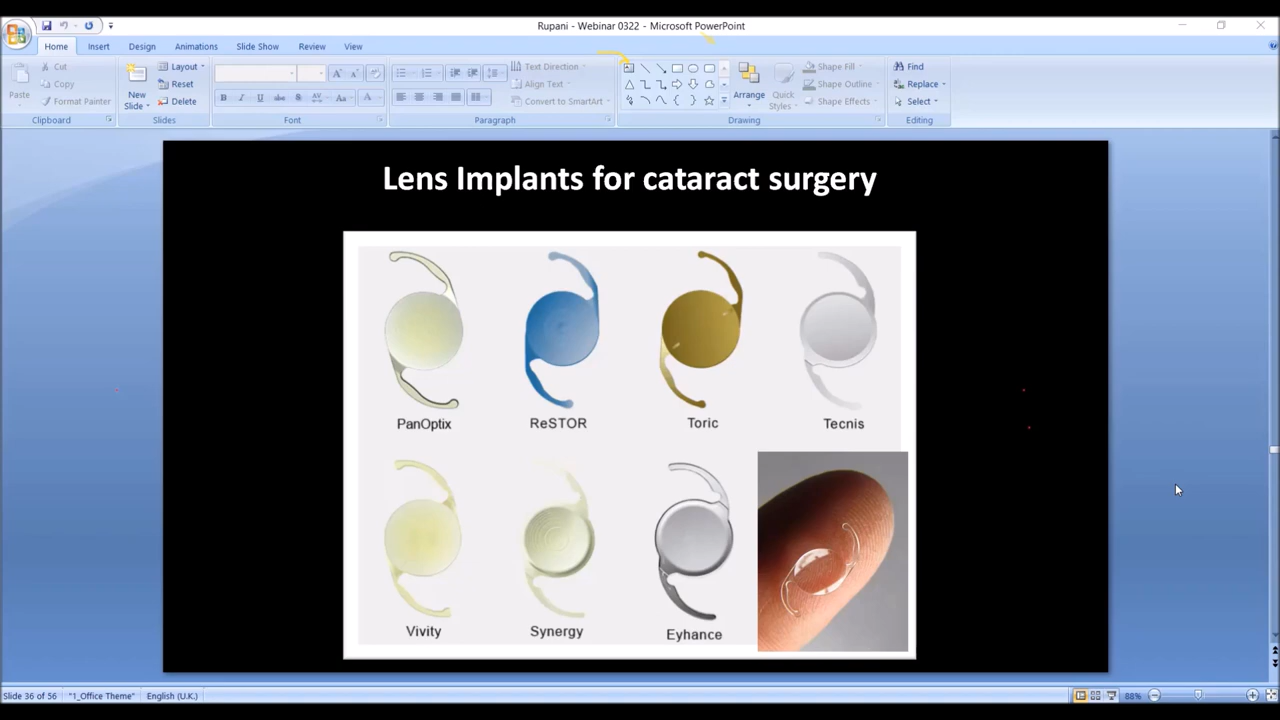 Rupani - Webinar 0322 - Microsoft PowerPoint
Home Insert Design Animations Slide Show Review View
Paste
Cut
Copy
Format Painter
Clipboard
New Slide
Layout
Reset
Delete
Slides
B I U abc S AV Aa A
Font
Text Direction
Align Text
Convert to SmartArt
Paragraph
Arrange
Quick Styles
Shape Fill
Shape Outline
Shape Effects
Drawing
Find
Replace
Select
Editing
Lens Implants for cataract surgery
PanOptix ReSTOR Toric Tecnis
Vivity Synergy Eyhance
Slide 36 of 56 "1_Office Theme" English (U.K.) 88%